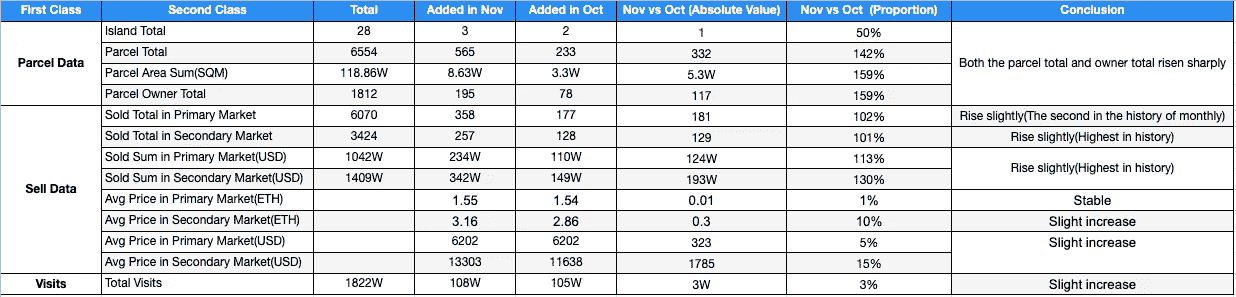 First Class Second Class Total Added in Nov Added in Oct Nov vs Oct (Absolute Value) Nov vs Oct (Proportion) Conclusion
Island Total 28 3 2 1 50%
Parcel Total 6554 565 233 332 142%
Parcel Data Both the parcel total and owner total risen sharply
Parcel Area Sum(SQM) 118.86W 8.63W 3.3W 5.3W 159%
Parcel Owner Total 1812 195 78 117 159%
Sold Total in Primary Market 6070 358 177 181 102% Rise slightly(The second in the history of monthly)
Sold Total in Secondary Market 3424 257 128 129 101% Rise slightly(Highest in history)
Sold Sum in Primary Market(USD) 1042W 234W 110W 124W 113%
Rise slightly(Highest in history)
Sold Sum in Secondary Market(USD) 1409W 342W 149W 193W 130%
Sell Data
Avg Price in Primary Market(ETH) 1.55 1.54 0.01 1% Stable
Avg Price in Secondary Market(ETH) 3.16 2.86 0.3 10% Slight increase
Avg Price in Primary Market(USD) 6202 6202 323 5% Slight increase
Avg Price in Secondary Market(USD) 13303 11638 1785 15%
Visits Total Visits 1822W 108W 105W 3W 3% Slight increase